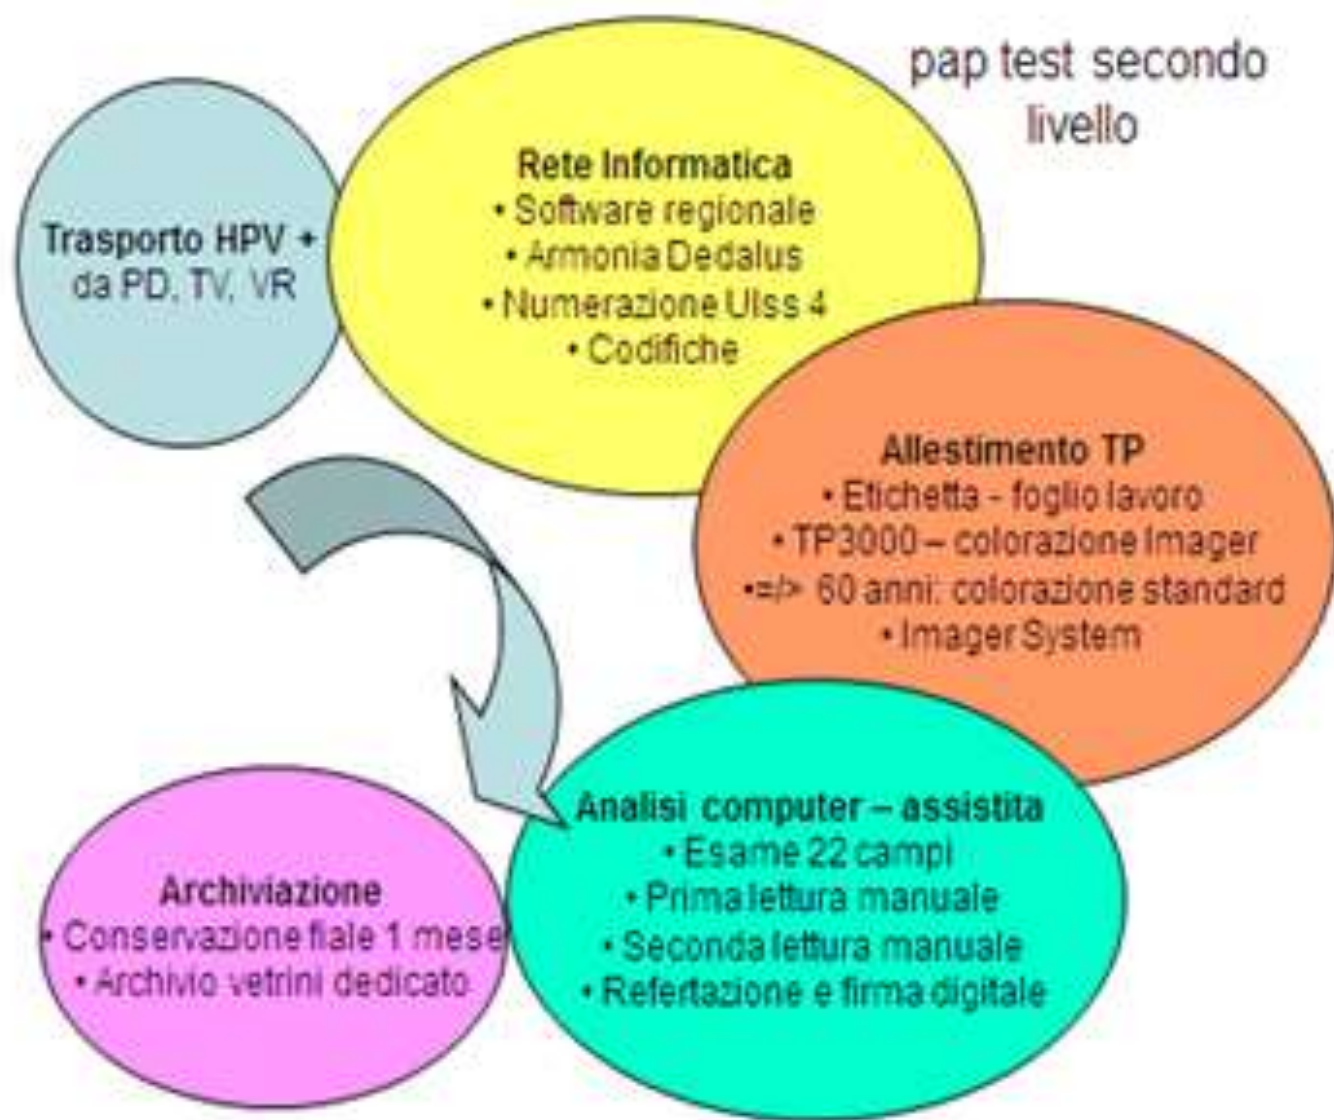 pap test secondo
livello
Trasporto HPV +
da PD, TV, VR
Rete Informatica
• Software regionale
• Armonia Dedalus
• Numerazione Ulss 4
• Codifiche
Allestimento TP
• Etichetta - foglio lavoro
• TP3000 – colorazione Imager
•=/> 60 anni: colorazione standard
• Imager System
Analisi computer – assistita
• Esame 22 campi
• Prima lettura manuale
• Seconda lettura manuale
• Refertazione e firma digitale
Archiviazione
• Conservazione fiale 1 mese
• Archivio vetrini dedicato